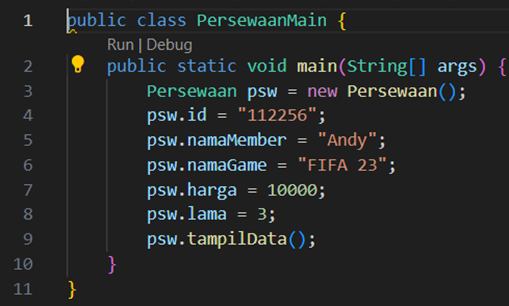 1 public class PersewaanMain {
Run | Debug
2 public static void main(String[] args) {
3 Persewaan psw = new Persewaan();
4 psw.id = "112256";
5 psw.namaMember = "Andy";
6 psw.namaGame = "FIFA 23";
7 psw.harga = 10000;
8 psw.lama = 3;
9 psw.tampilData();
10 }
11 }